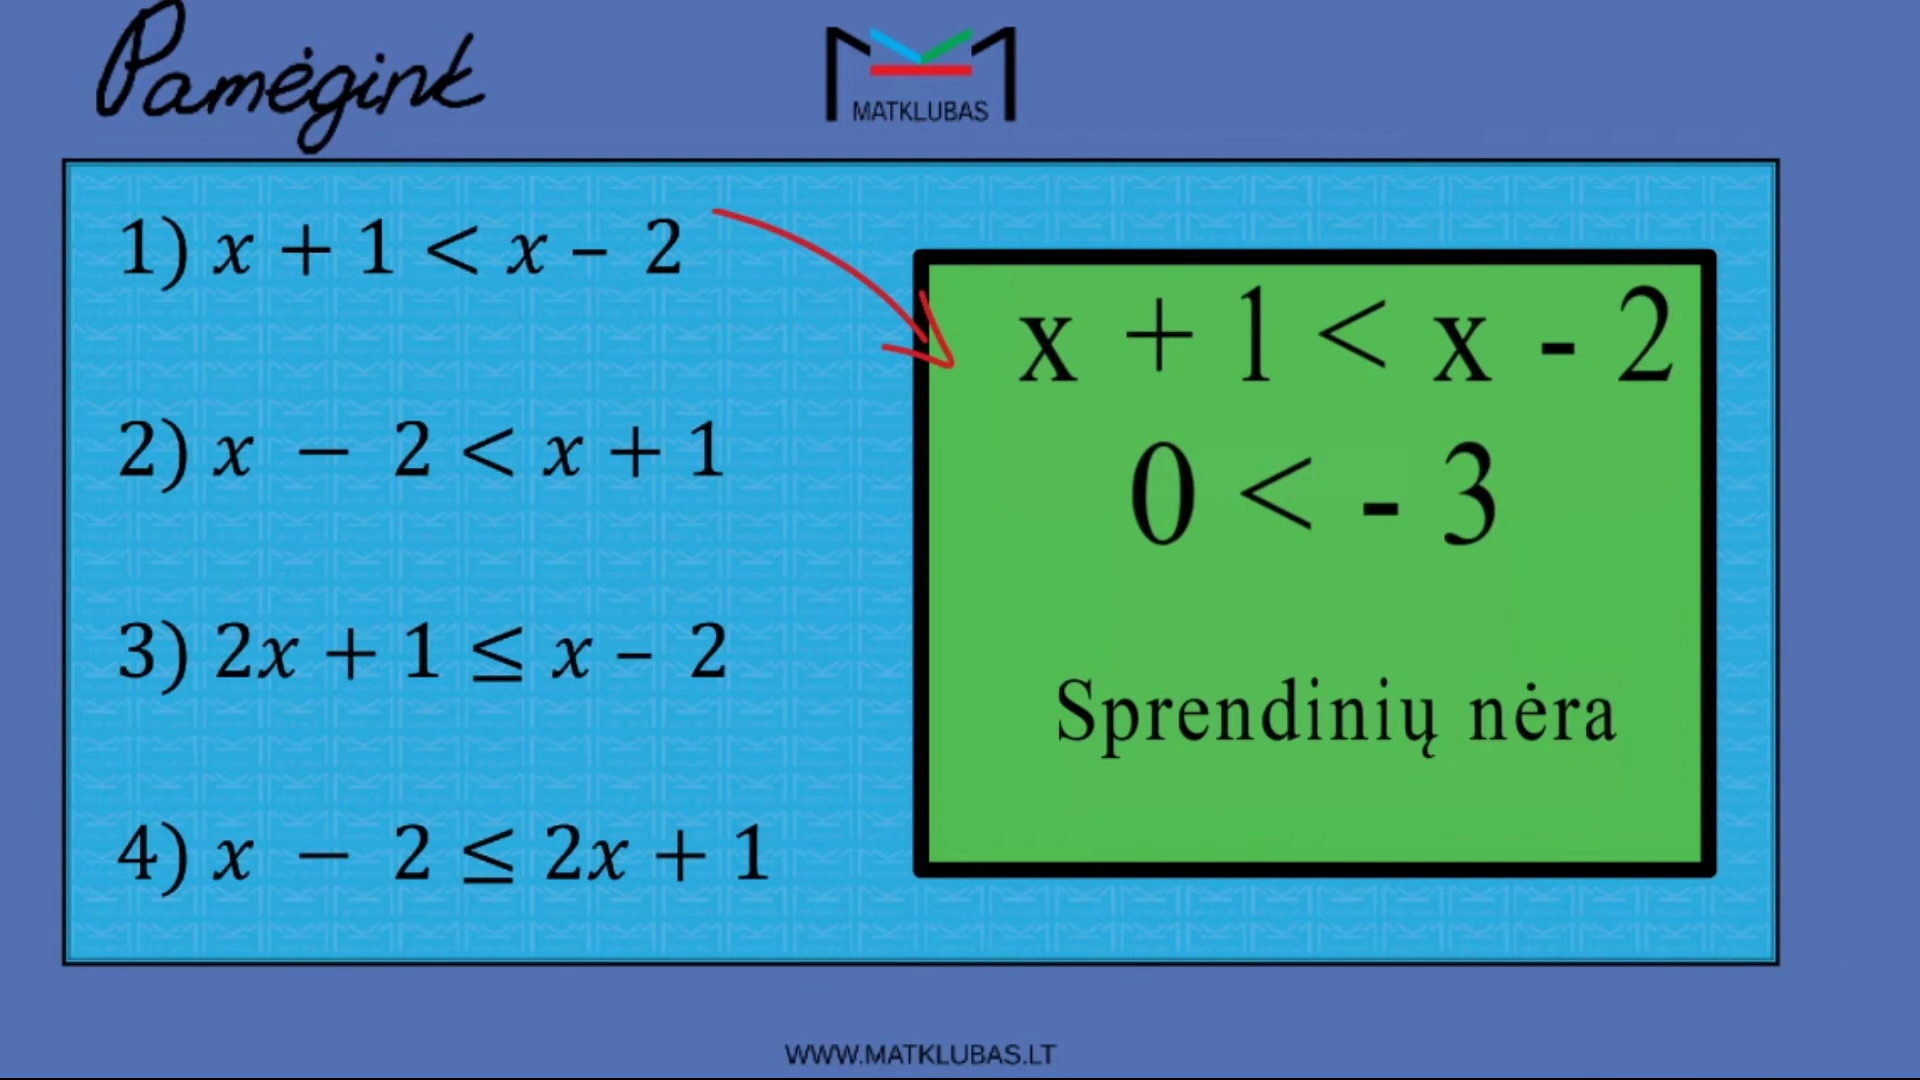 Pamėgink
MATKLUBAS
1) x + 1 < x – 2
2) x − 2 < x + 1
3) 2x + 1 ≤ x – 2
4) x − 2 ≤ 2x + 1
x + 1 < x - 2
0 < - 3
Sprendinių nėra
WWW.MATKLUBAS.LT